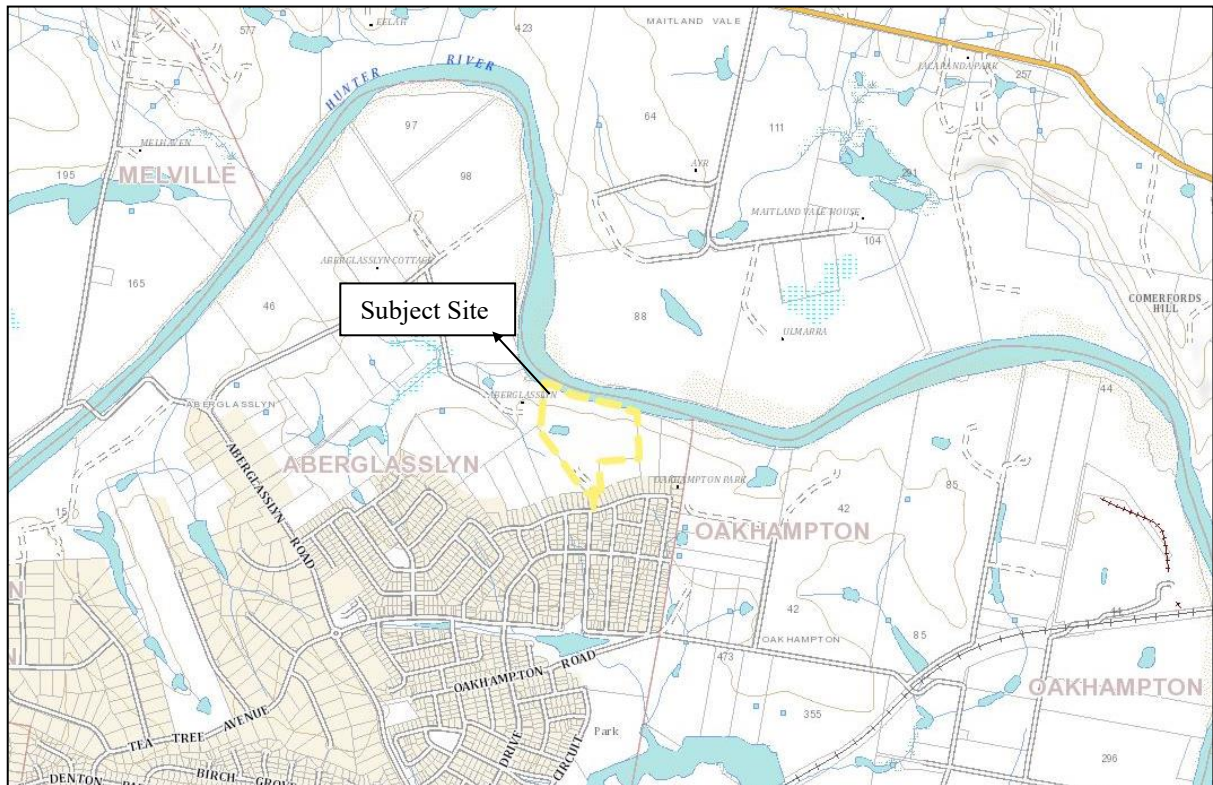 EELAH
577
423
MAITLAND VALE
HUNTER RIVER
JACARANDA PARK
257
97
64
111
MELHAVEN
MELVILLE
195
98
AYR
291
MAITLAND VALE HOUSE
104
ABERGLASSLYN COTTAGE
165
46
Subject Site
88
ULMARRA
COMERFORDS
HILL
44
ABERGLASSLYN
ABERGLASSLYN
ABERGLASSLYN
ABERGLASSLYN ROAD
OAKHAMPTON PARK
85
42
15
OAKHAMPTON
N
42
OAKHAMPTON
44
85
N
473
OAKHAMPTON ROAD
OAKHAMPTON
355
Park
TEA TREE AVENUE
DRIVE
CIRCUIT
296
DENTON
BIRCH